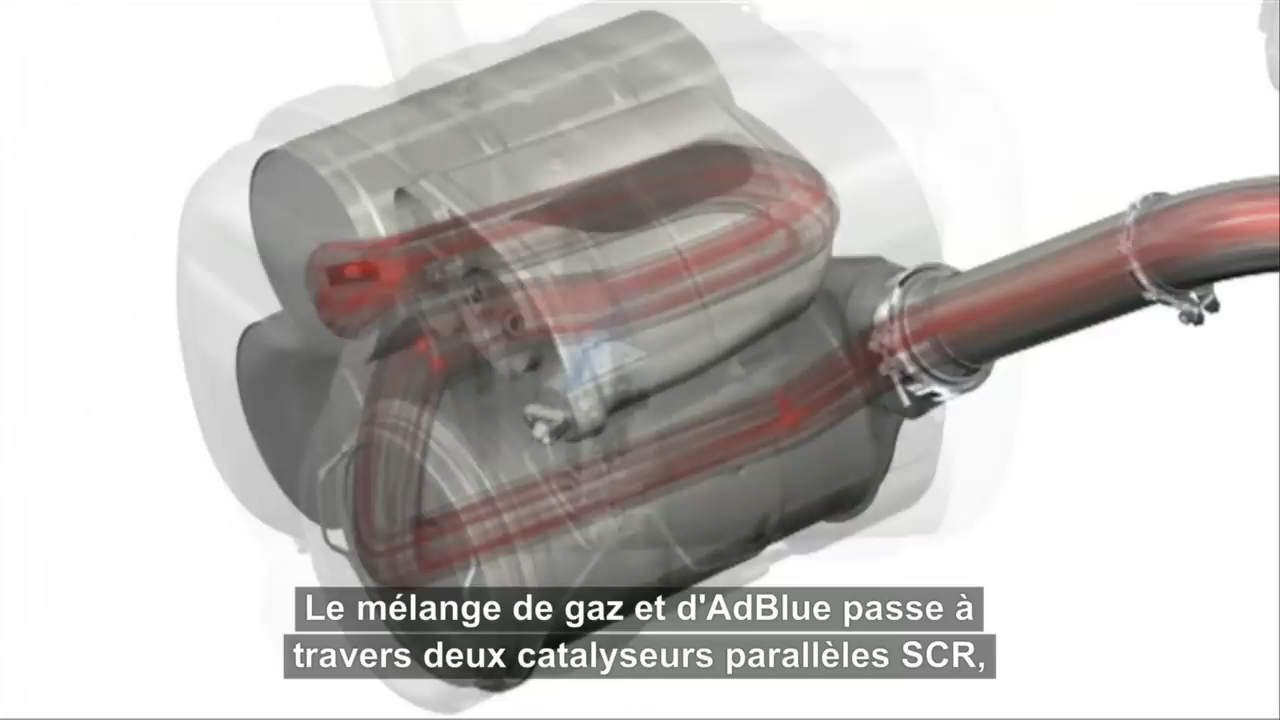 Le mélange de gaz et d'AdBlue passe à
travers deux catalyseurs parallèles SCR,